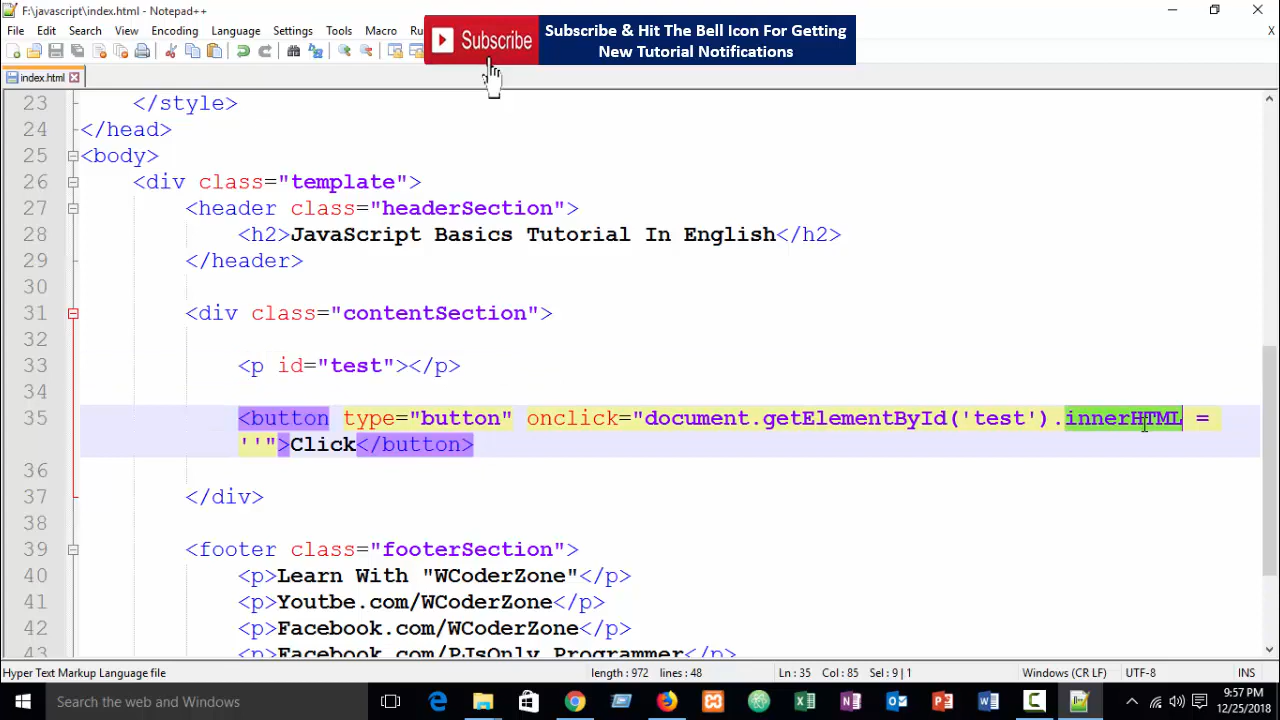 F:\javascript\index.html - Notepad++
File Edit Search View Encoding Language Settings Tools Macro Ru
Subscribe
Subscribe & Hit The Bell Icon For Getting
New Tutorial Notifications
index.html
23 </style>
24 </head>
25 <body>
26 <div class="template">
27 <header class="headerSection">
28 <h2>JavaScript Basics Tutorial In English</h2>
29 </header>
30
31 <div class="contentSection">
32
33 <p id="test"></p>
34
35 <button type="button" onclick="document.getElementById('test').innerHTML =
''">Click</button>
36
37 </div>
38
39 <footer class="footerSection">
40 <p>Learn With "WCoderZone"</p>
41 <p>Youtbe.com/WCoderZone</p>
42 <p>Facebook.com/WCoderZone</p>
43 <p>Facebook.com/PJsOnly.Programmer</p>
Hyper Text Markup Language file length : 972 lines : 48 Ln : 35 Col : 85 Sel : 9 | 1 Windows (CR LF) UTF-8 INS
Search the web and Windows
9:57 PM
12/25/2018